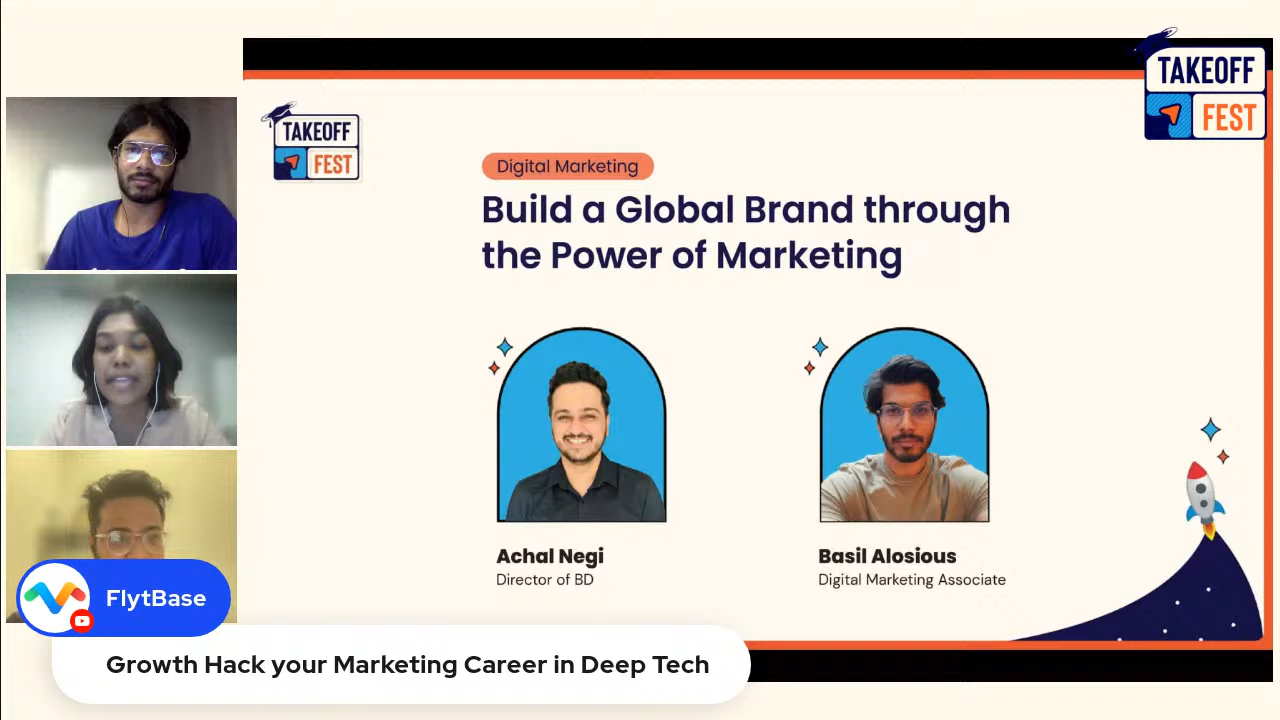 TAKEOFF
FEST
TAKEOFF
FEST
Digital Marketing
Build a Global Brand through
the Power of Marketing
Achal Negi
Director of BD
Basil Alosious
Digital Marketing Associate
FlytBase
Growth Hack your Marketing Career in Deep Tech